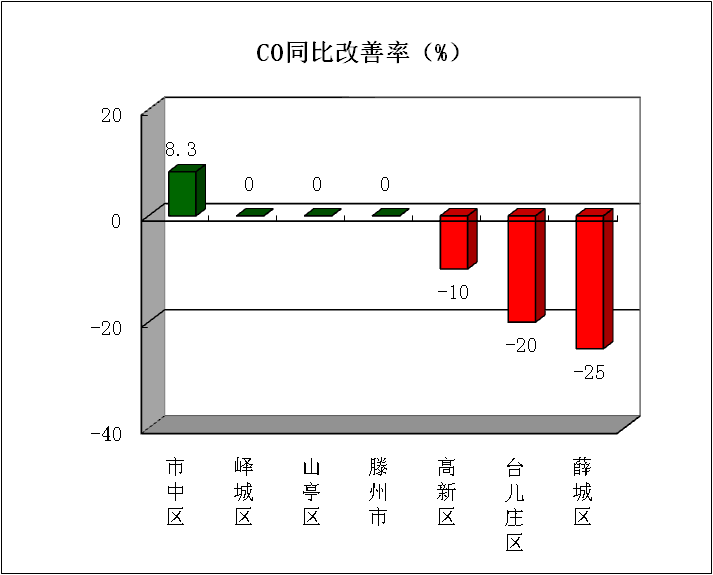 CO同比改善率（%）
20
0
-20
-40
8.3
0
0
0
-10
-20
-25
市中区
峄城区
山亭区
滕州市
高新区
台儿庄区
薛城区